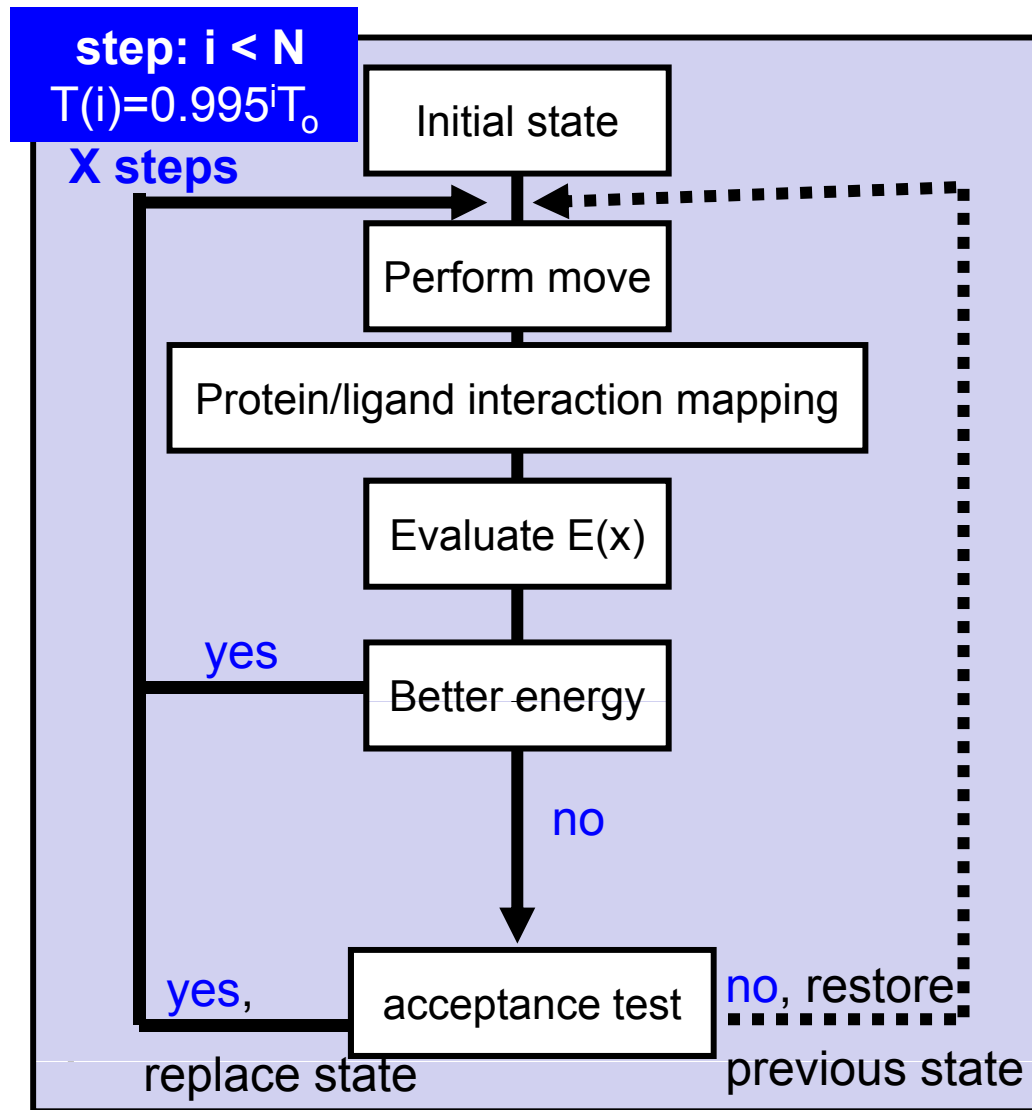 step: i < N
T(i)=0.995ⁱTₒ
X steps
Initial state
Perform move
Protein/ligand interaction mapping
Evaluate E(x)
yes
Better energy
no
yes,
replace state
acceptance test
no, restore
previous state